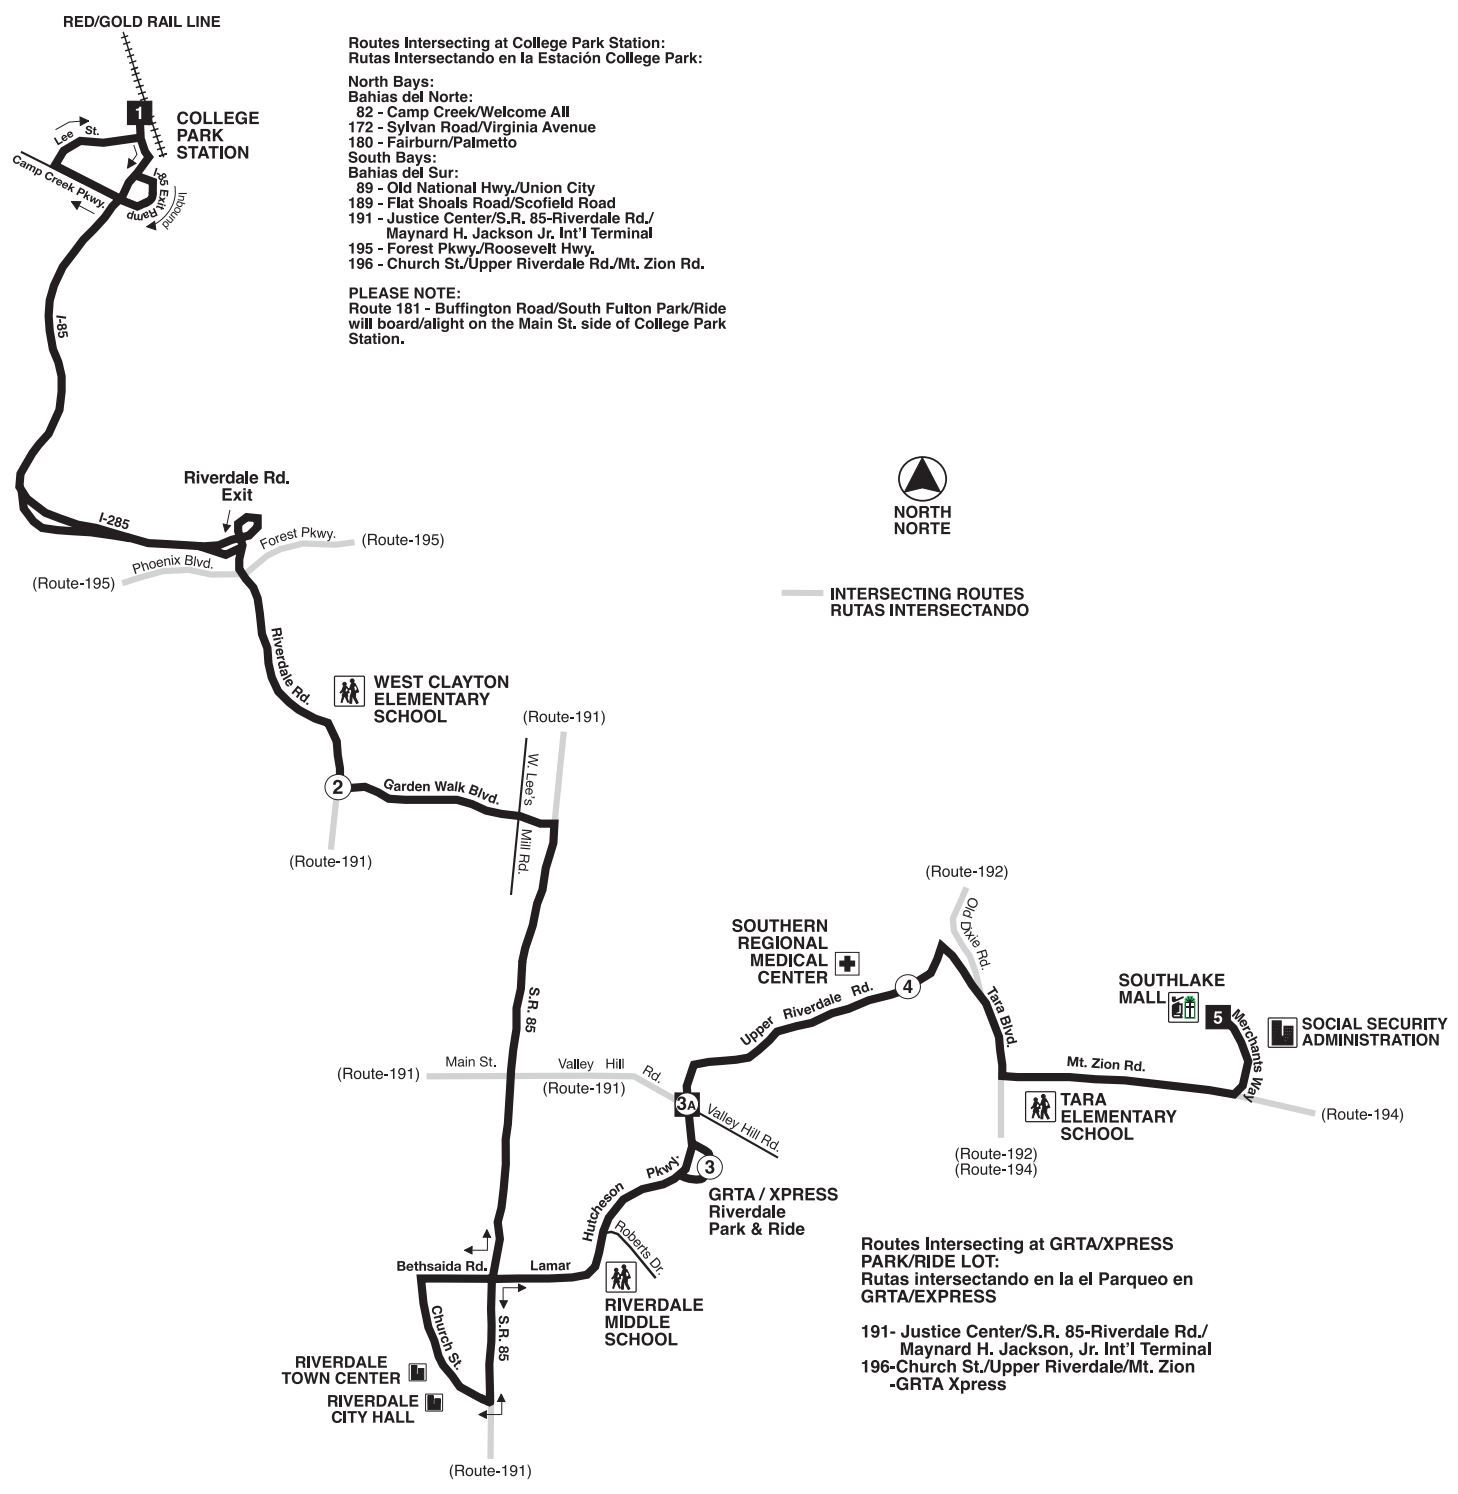 RED/GOLD RAIL LINE
Routes Intersecting at College Park Station:
Rutas Intersectando en la Estación College Park:
North Bays:
Bahias del Norte:
82 - Camp Creek/Welcome All
172 - Sylvan Road/Virginia Avenue
180 - Fairburn/Palmetto
South Bays:
Bahias del Sur:
89 - Old National Hwy./Union City
189 - Flat Shoals Road/Scofield Road
191 - Justice Center/S.R. 85-Riverdale Rd./
Maynard H. Jackson Jr. Int'l Terminal
195 - Forest Pkwy./Roosevelt Hwy.
196 - Church St./Upper Riverdale Rd./Mt. Zion Rd.
PLEASE NOTE:
Route 181 - Buffington Road/South Fulton Park/Ride
will board/alight on the Main St. side of College Park
Station.
1
COLLEGE
PARK
STATION
Lee St.
Camp Creek Pkwy.
I-85 Exit Ramp
Inbound
I-85
Riverdale Rd.
Exit
I-285
Forest Pkwy.
(Route-195)
Phoenix Blvd.
(Route-195)
NORTH
NORTE
INTERSECTING ROUTES
RUTAS INTERSECTANDO
Riverdale Rd.
WEST CLAYTON
ELEMENTARY
SCHOOL
(Route-191)
2
Garden Walk Blvd.
W. Lee's
Mill Rd.
(Route-191)
(Route-192)
Old Dixie Rd.
SOUTHERN
REGIONAL
MEDICAL
CENTER
4
Upper Riverdale Rd.
Tara Blvd.
SOUTHLAKE
MALL
5
Merchants Way
SOCIAL SECURITY
ADMINISTRATION
S.R. 85
Mt. Zion Rd.
(Route-191)
Main St.
Valley Hill Rd.
(Route-191)
3A
Valley Hill Rd.
TARA
ELEMENTARY
SCHOOL
(Route-194)
(Route-192)
(Route-194)
3
GRTA / XPRESS
Riverdale
Park & Ride
Hutcheson Pkwy.
Roberts Dr.
Bethsaida Rd.
Lamar
RIVERDALE
MIDDLE
SCHOOL
Church St.
S.R. 85
RIVERDALE
TOWN CENTER
RIVERDALE
CITY HALL
(Route-191)
Routes Intersecting at GRTA/XPRESS
PARK/RIDE LOT:
Rutas intersectando en la el Parqueo en
GRTA/EXPRESS
191- Justice Center/S.R. 85-Riverdale Rd./
Maynard H. Jackson, Jr. Int'l Terminal
196-Church St./Upper Riverdale/Mt. Zion
-GRTA Xpress